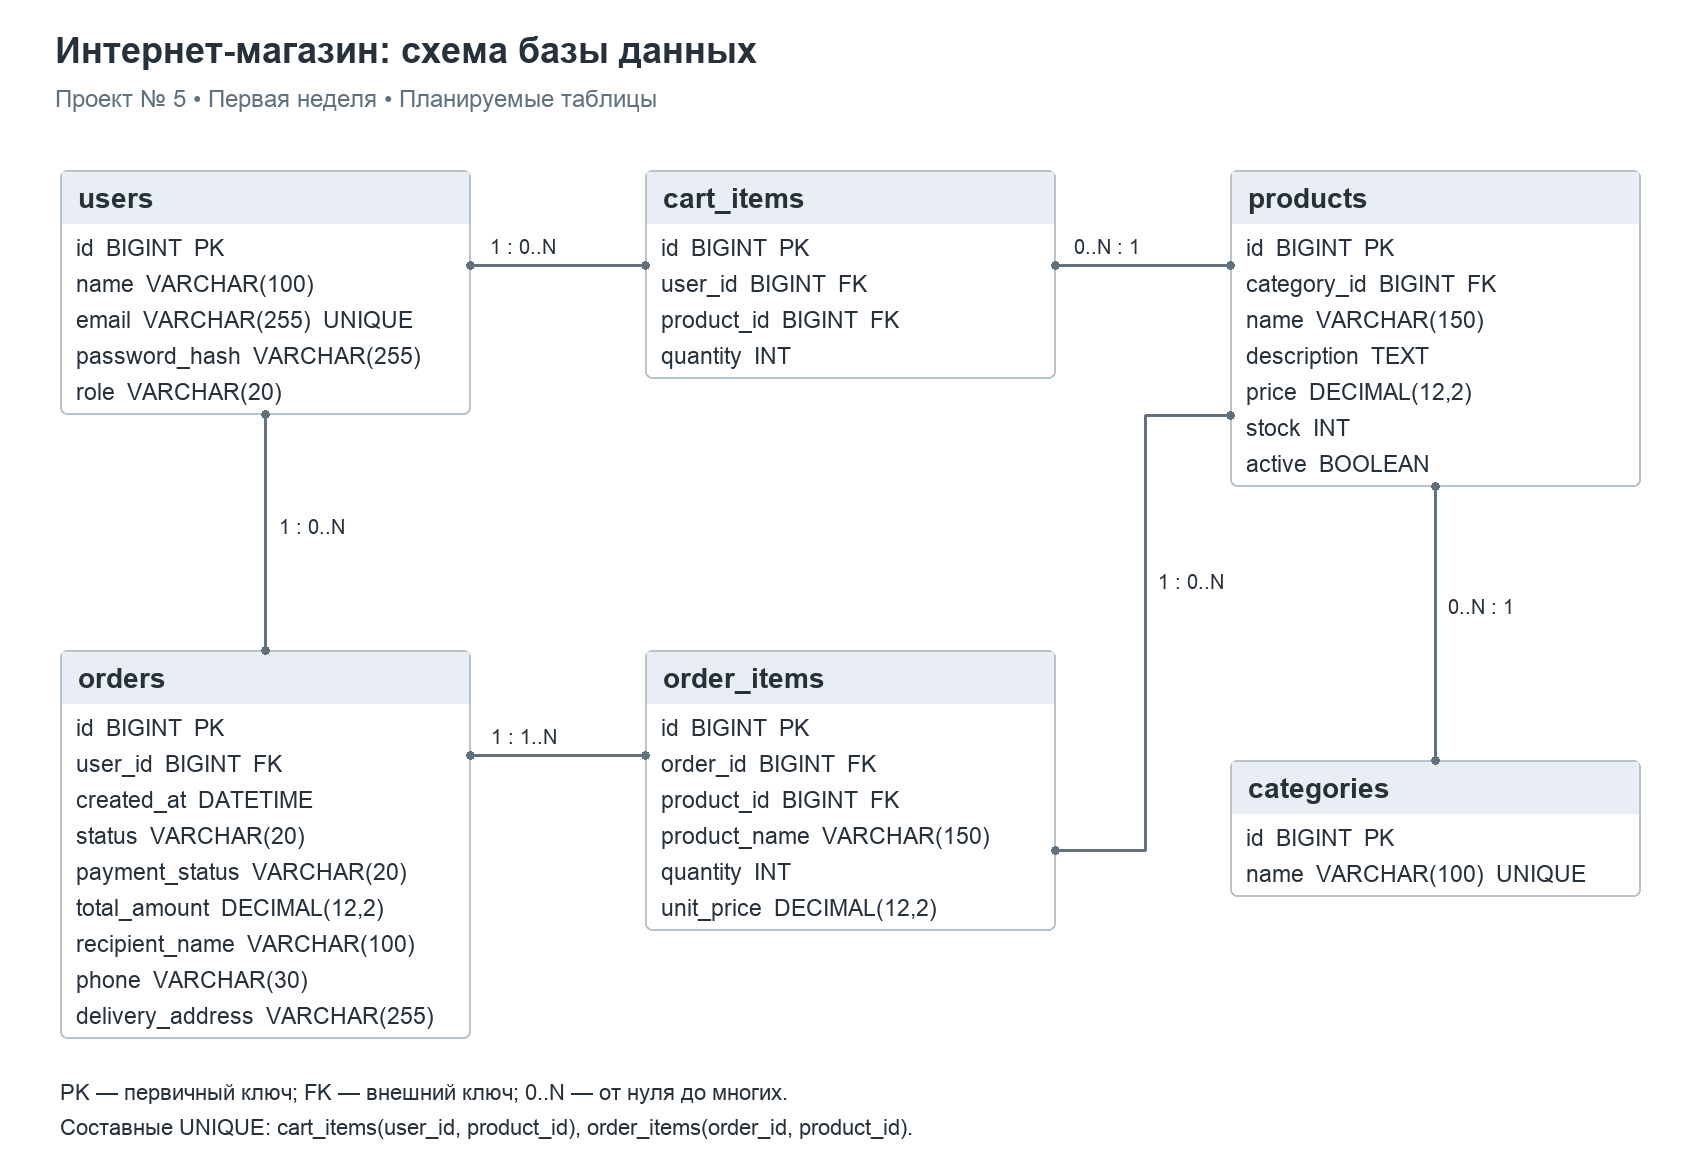 Интернет-магазин: схема базы данных
Проект № 5 • Первая неделя • Планируемые таблицы
users
id BIGINT PK
name VARCHAR(100)
email VARCHAR(255) UNIQUE
password_hash VARCHAR(255)
role VARCHAR(20)
1 : 0..N
cart_items
id BIGINT PK
user_id BIGINT FK
product_id BIGINT FK
quantity INT
0..N : 1
products
id BIGINT PK
category_id BIGINT FK
name VARCHAR(150)
description TEXT
price DECIMAL(12,2)
stock INT
active BOOLEAN
1 : 0..N
1 : 0..N
0..N : 1
orders
id BIGINT PK
user_id BIGINT FK
created_at DATETIME
status VARCHAR(20)
payment_status VARCHAR(20)
total_amount DECIMAL(12,2)
recipient_name VARCHAR(100)
phone VARCHAR(30)
delivery_address VARCHAR(255)
1 : 1..N
order_items
id BIGINT PK
order_id BIGINT FK
product_id BIGINT FK
product_name VARCHAR(150)
quantity INT
unit_price DECIMAL(12,2)
categories
id BIGINT PK
name VARCHAR(100) UNIQUE
PK — первичный ключ; FK — внешний ключ; 0..N — от нуля до многих.
Составные UNIQUE: cart_items(user_id, product_id), order_items(order_id, product_id).